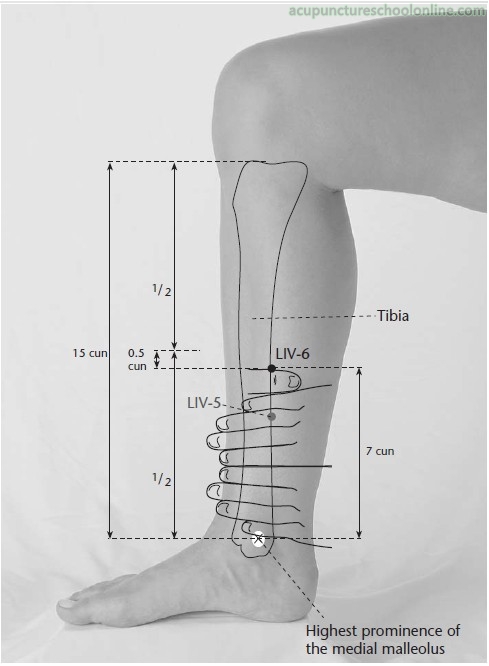 acupunctureschoolonline.com
1/2
Tibia
15 cun
0.5
cun
LIV-6
LIV-5
7 cun
1/2
Highest prominence of
the medial malleolus